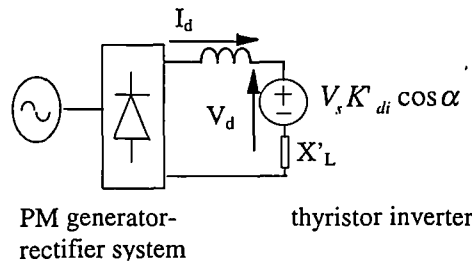 I_d
V_d
V_s K'_di cos α
X'_L
PM generator-
rectifier system
thyristor inverter